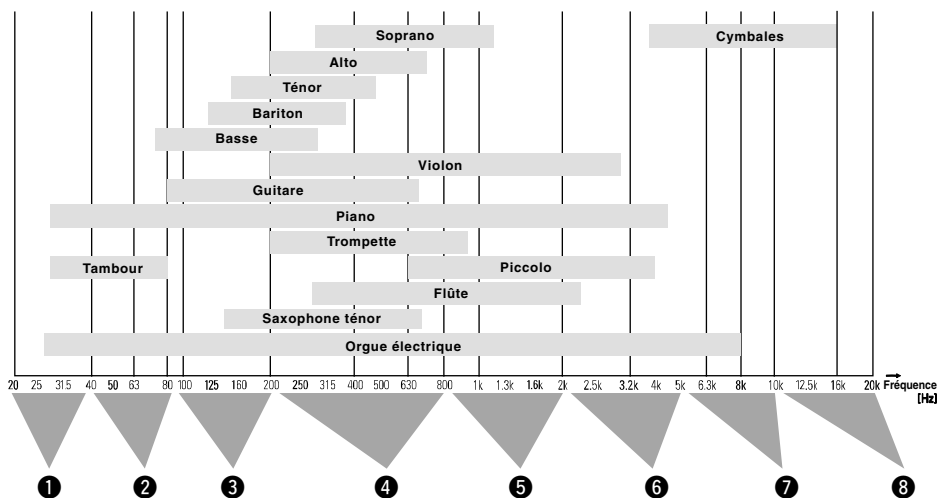 Soprano Cymbales
Alto
Ténor
Bariton
Basse
Violon
Guitare
Piano
Trompette
Tambour Piccolo
Flûte
Saxophone ténor
Orgue électrique
20 25 31.5 40 50 63 80 100 125 160 200 250 315 400 500 630 800 1k 1.3k 1.6k 2k 2.5k 3.2k 4k 5k 6.3k 8k 10k 12.5k 16k 20k Fréquence
[Hz]
❶ ❷ ❸ ❹ ❺ ❻ ❼ ❽